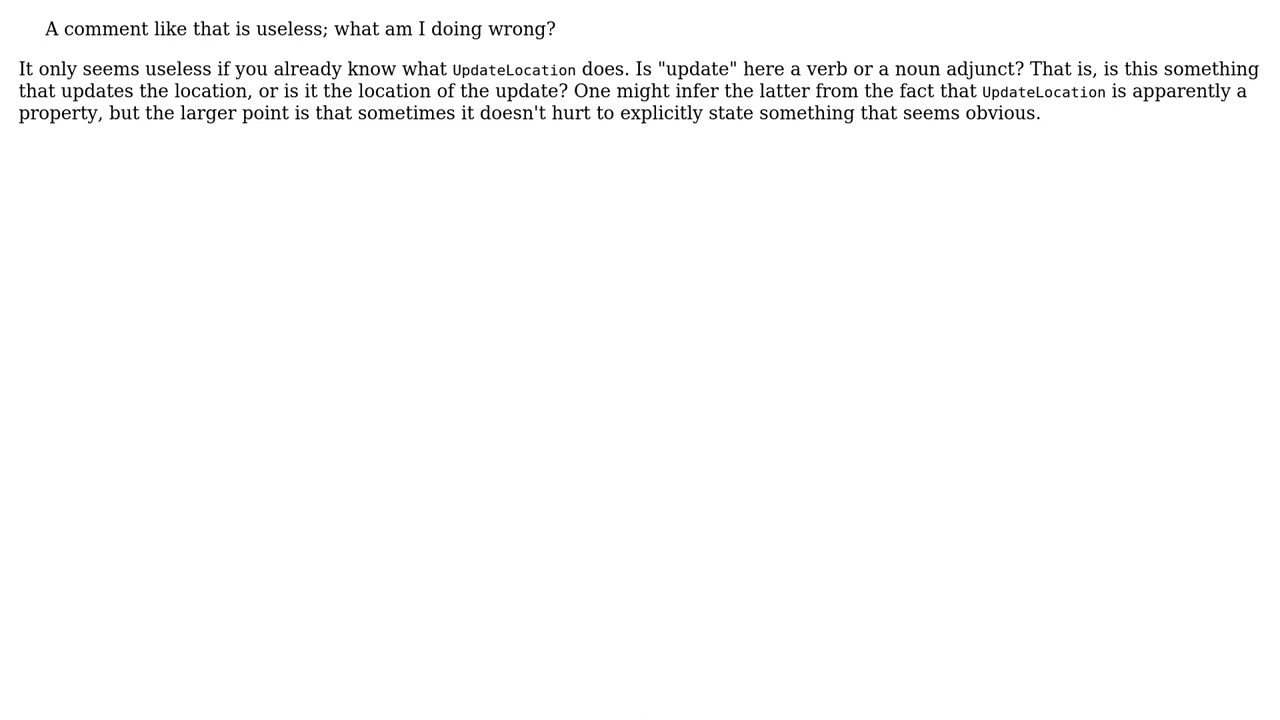 A comment like that is useless; what am I doing wrong?
It only seems useless if you already know what UpdateLocation does. Is "update" here a verb or a noun adjunct? That is, is this something
that updates the location, or is it the location of the update? One might infer the latter from the fact that UpdateLocation is apparently a
property, but the larger point is that sometimes it doesn't hurt to explicitly state something that seems obvious.